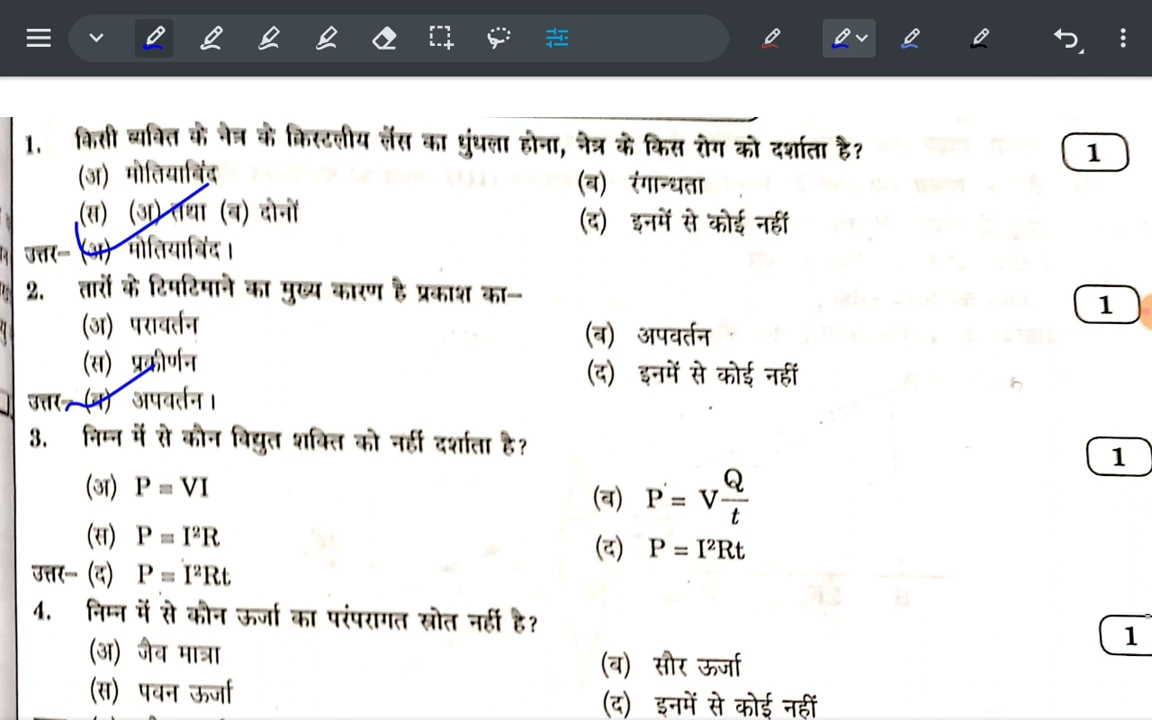 1. किसी व्यक्ति के नेत्र के क्रिस्टलीय लेंस का धुंधला होना, नेत्र के किस रोग को दर्शाता है? 1
(अ) मोतियाबिंद (ब) रंगान्धता
(स) (अ) तथा (ब) दोनों (द) इनमें से कोई नहीं
उत्तर– (अ) मोतियाबिंद।
2. तारों के टिमटिमाने का मुख्य कारण है प्रकाश का– 1
(अ) परावर्तन (ब) अपवर्तन
(स) प्रकीर्णन (द) इनमें से कोई नहीं
उत्तर– (ब) अपवर्तन।
3. निम्न में से कौन विद्युत शक्ति को नहीं दर्शाता है? 1
(अ) P = VI (ब) P = V Q/t
(स) P = I²R (द) P = I²Rt
उत्तर– (द) P = I²Rt
4. निम्न में से कौन ऊर्जा का परंपरागत स्रोत नहीं है? 1
(अ) जैव मात्रा (ब) सौर ऊर्जा
(स) पवन ऊर्जा (द) इनमें से कोई नहीं